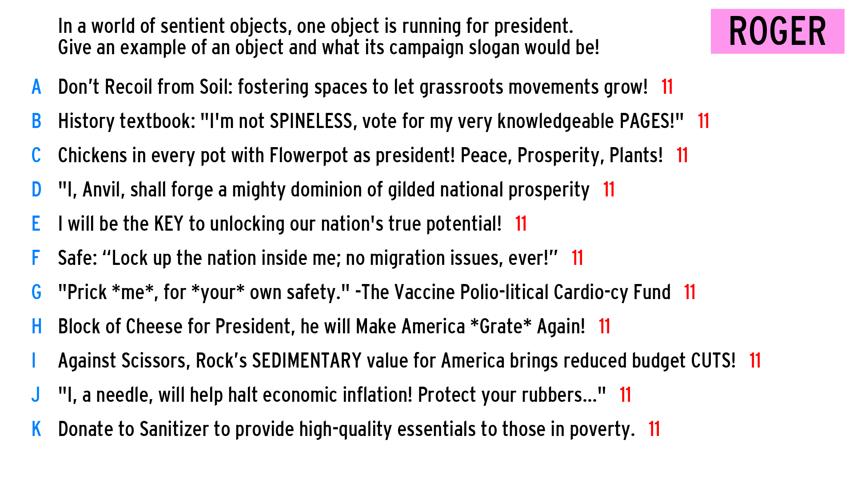 In a world of sentient objects, one object is running for president.
Give an example of an object and what its campaign slogan would be!
ROGER
A Don't Recoil from Soil: fostering spaces to let grassroots movements grow! 11
B History textbook: "I'm not SPINELESS, vote for my very knowledgeable PAGES!" 11
C Chickens in every pot with Flowerpot as president! Peace, Prosperity, Plants! 11
D "I, Anvil, shall forge a mighty dominion of gilded national prosperity 11
E I will be the KEY to unlocking our nation's true potential! 11
F Safe: “Lock up the nation inside me; no migration issues, ever!” 11
G "Prick *me*, for *your* own safety." -The Vaccine Polio-litical Cardio-cy Fund 11
H Block of Cheese for President, he will Make America *Grate* Again! 11
I Against Scissors, Rock's SEDIMENTARY value for America brings reduced budget CUTS! 11
J "I, a needle, will help halt economic inflation! Protect your rubbers..." 11
K Donate to Sanitizer to provide high-quality essentials to those in poverty. 11